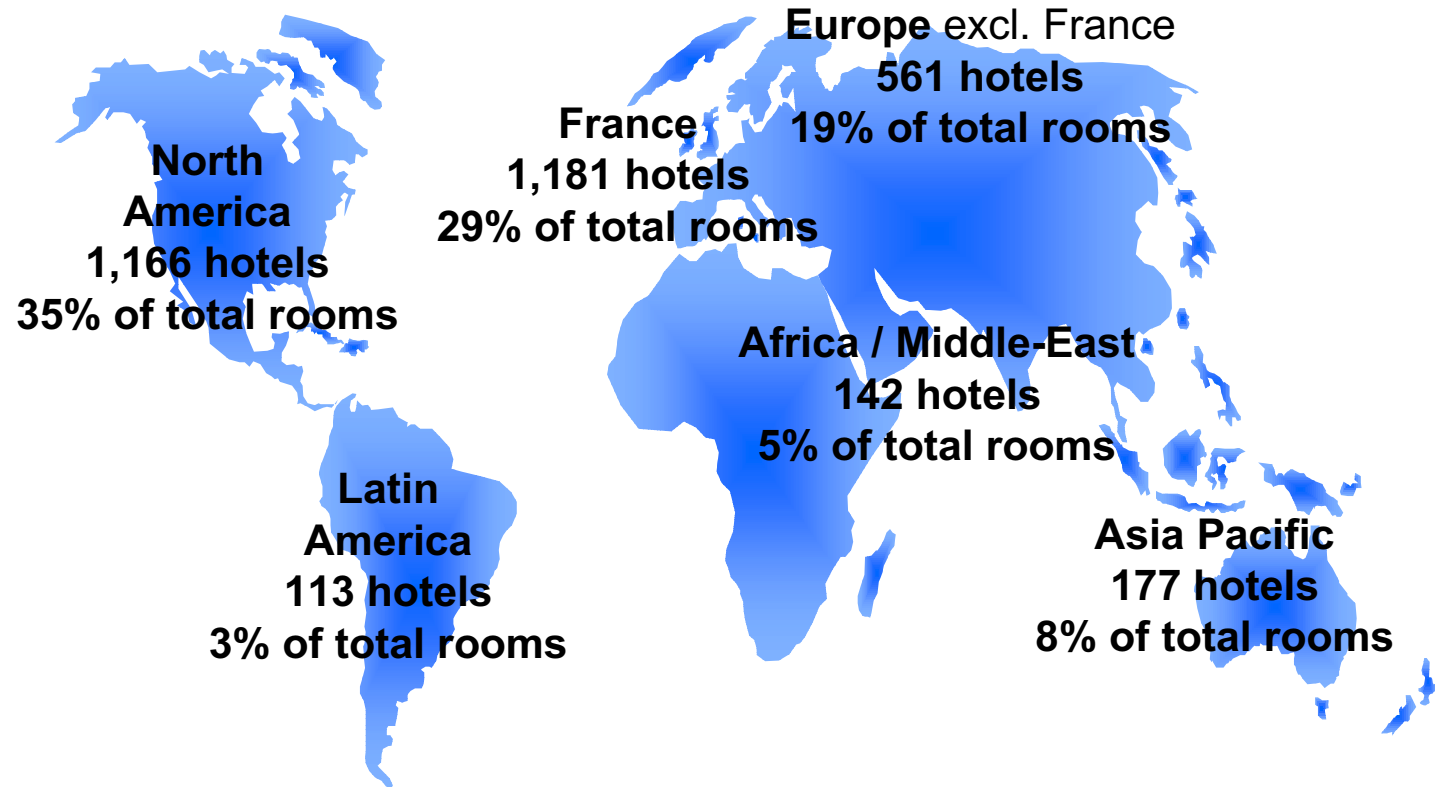 Europe excl. France
561 hotels
19% of total rooms
France
1,181 hotels
29% of total rooms
North
America
1,166 hotels
35% of total rooms
Africa / Middle-East
142 hotels
5% of total rooms
Latin
America
113 hotels
3% of total rooms
Asia Pacific
177 hotels
8% of total rooms